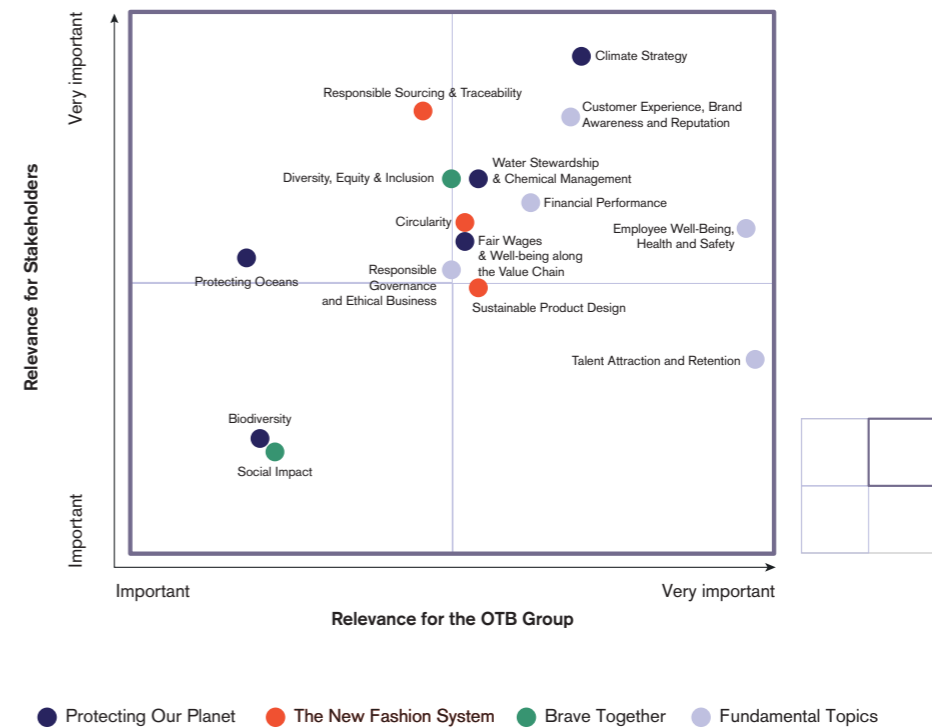 Very important
Climate Strategy
Responsible Sourcing & Traceability
Customer Experience, Brand
Awareness and Reputation
Diversity, Equity & Inclusion
Water Stewardship
& Chemical Management
Financial Performance
Circularity
Employee Well-Being,
Health and Safety
Fair Wages
& Well-being along
the Value Chain
Protecting Oceans
Responsible
Governance
and Ethical Business
Sustainable Product Design
Relevance for Stakeholders
Talent Attraction and Retention
Biodiversity
Social Impact
Important
Important
Very important
Relevance for the OTB Group
Protecting Our Planet
The New Fashion System
Brave Together
Fundamental Topics